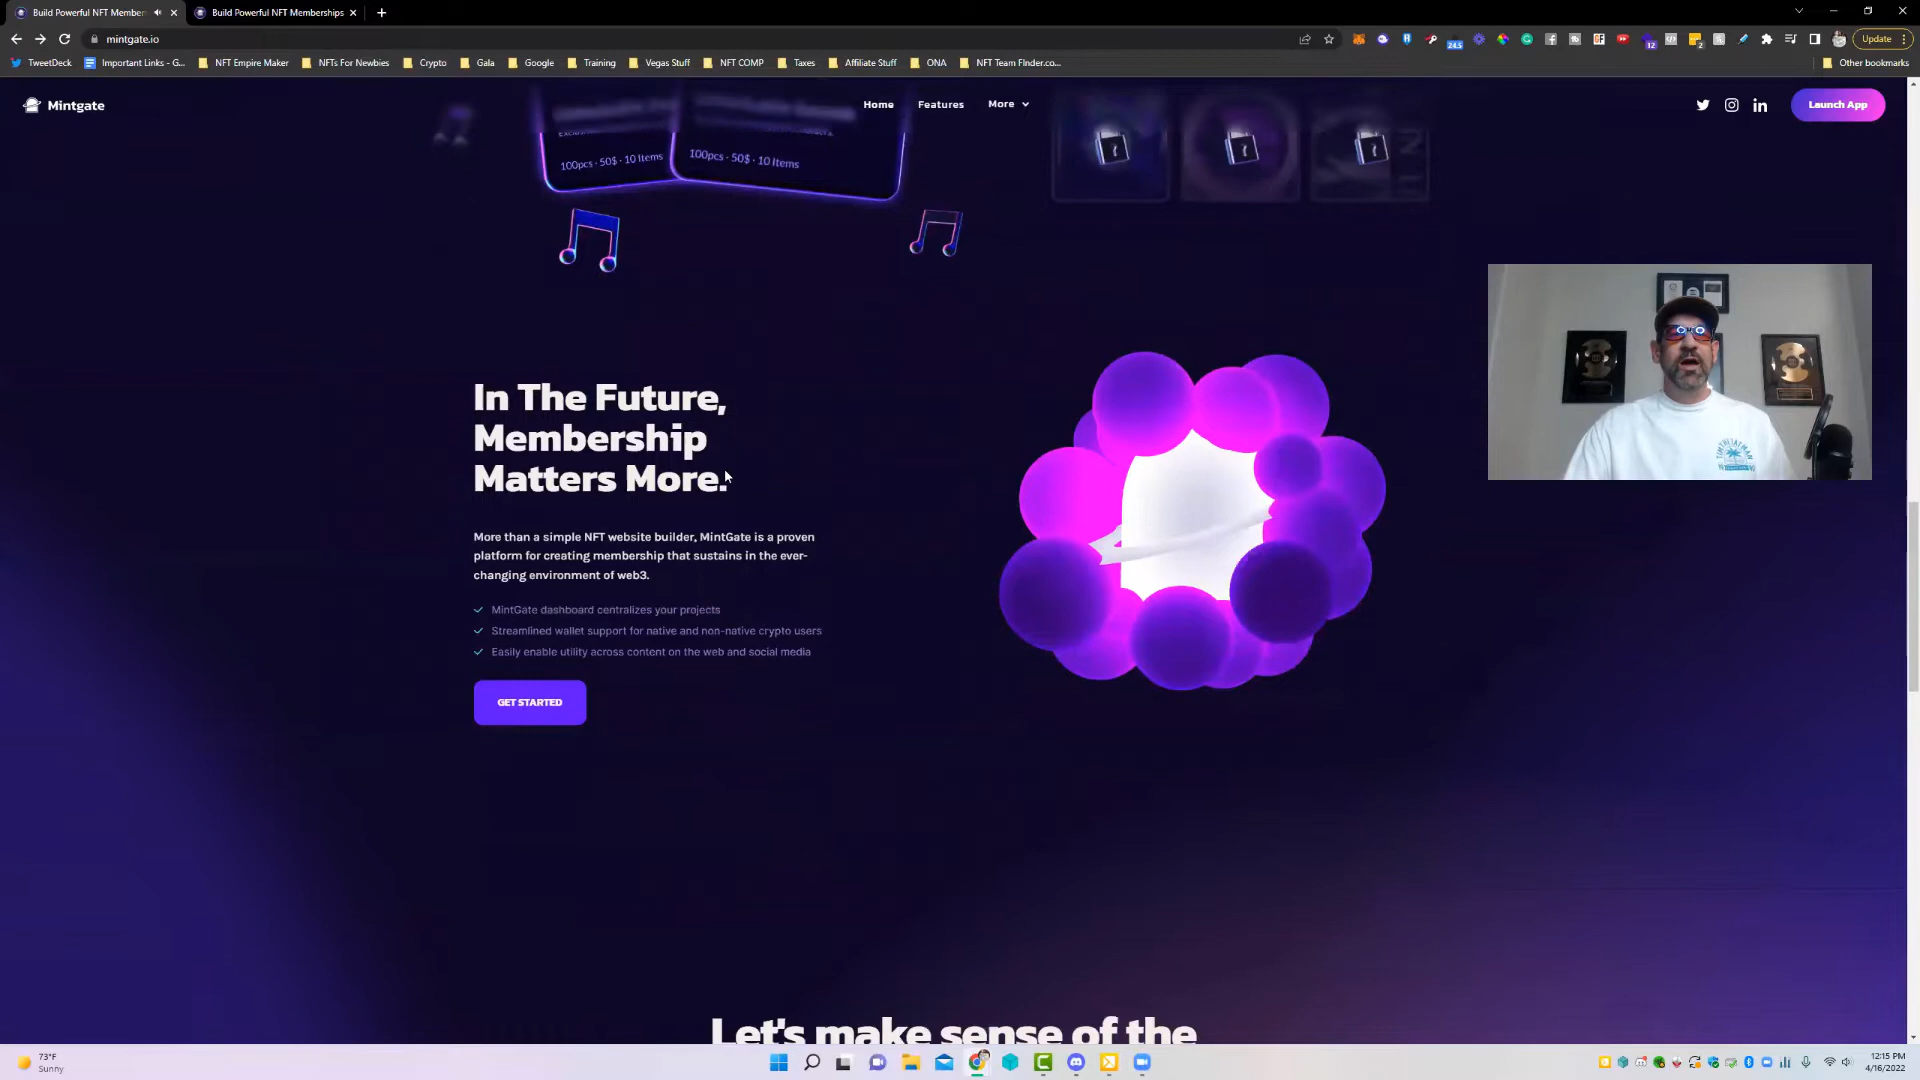 Build Powerful NFT Member
Build Powerful NFT Memberships
mintgate.io
Update
TweetDeck
Important Links - G...
NFT Empire Maker
NFTs For Newbies
Crypto
Gala
Google
Training
Vegas Stuff
NFT COMP
Taxes
Affiliate Stuff
ONA
NFT Team FInder.co...
Other bookmarks
Mintgate
Home
Features
More
Launch App
100pcs · 50$ · 10 Items
100pcs · 50$ · 10 Items
In The Future,
Membership
Matters More.
More than a simple NFT website builder, MintGate is a proven
platform for creating membership that sustains in the ever-
changing environment of web3.
MintGate dashboard centralizes your projects
Streamlined wallet support for native and non-native crypto users
Easily enable utility across content on the web and social media
GET STARTED
Let's make sense of the
73°F
Sunny
12:15 PM
4/16/2022